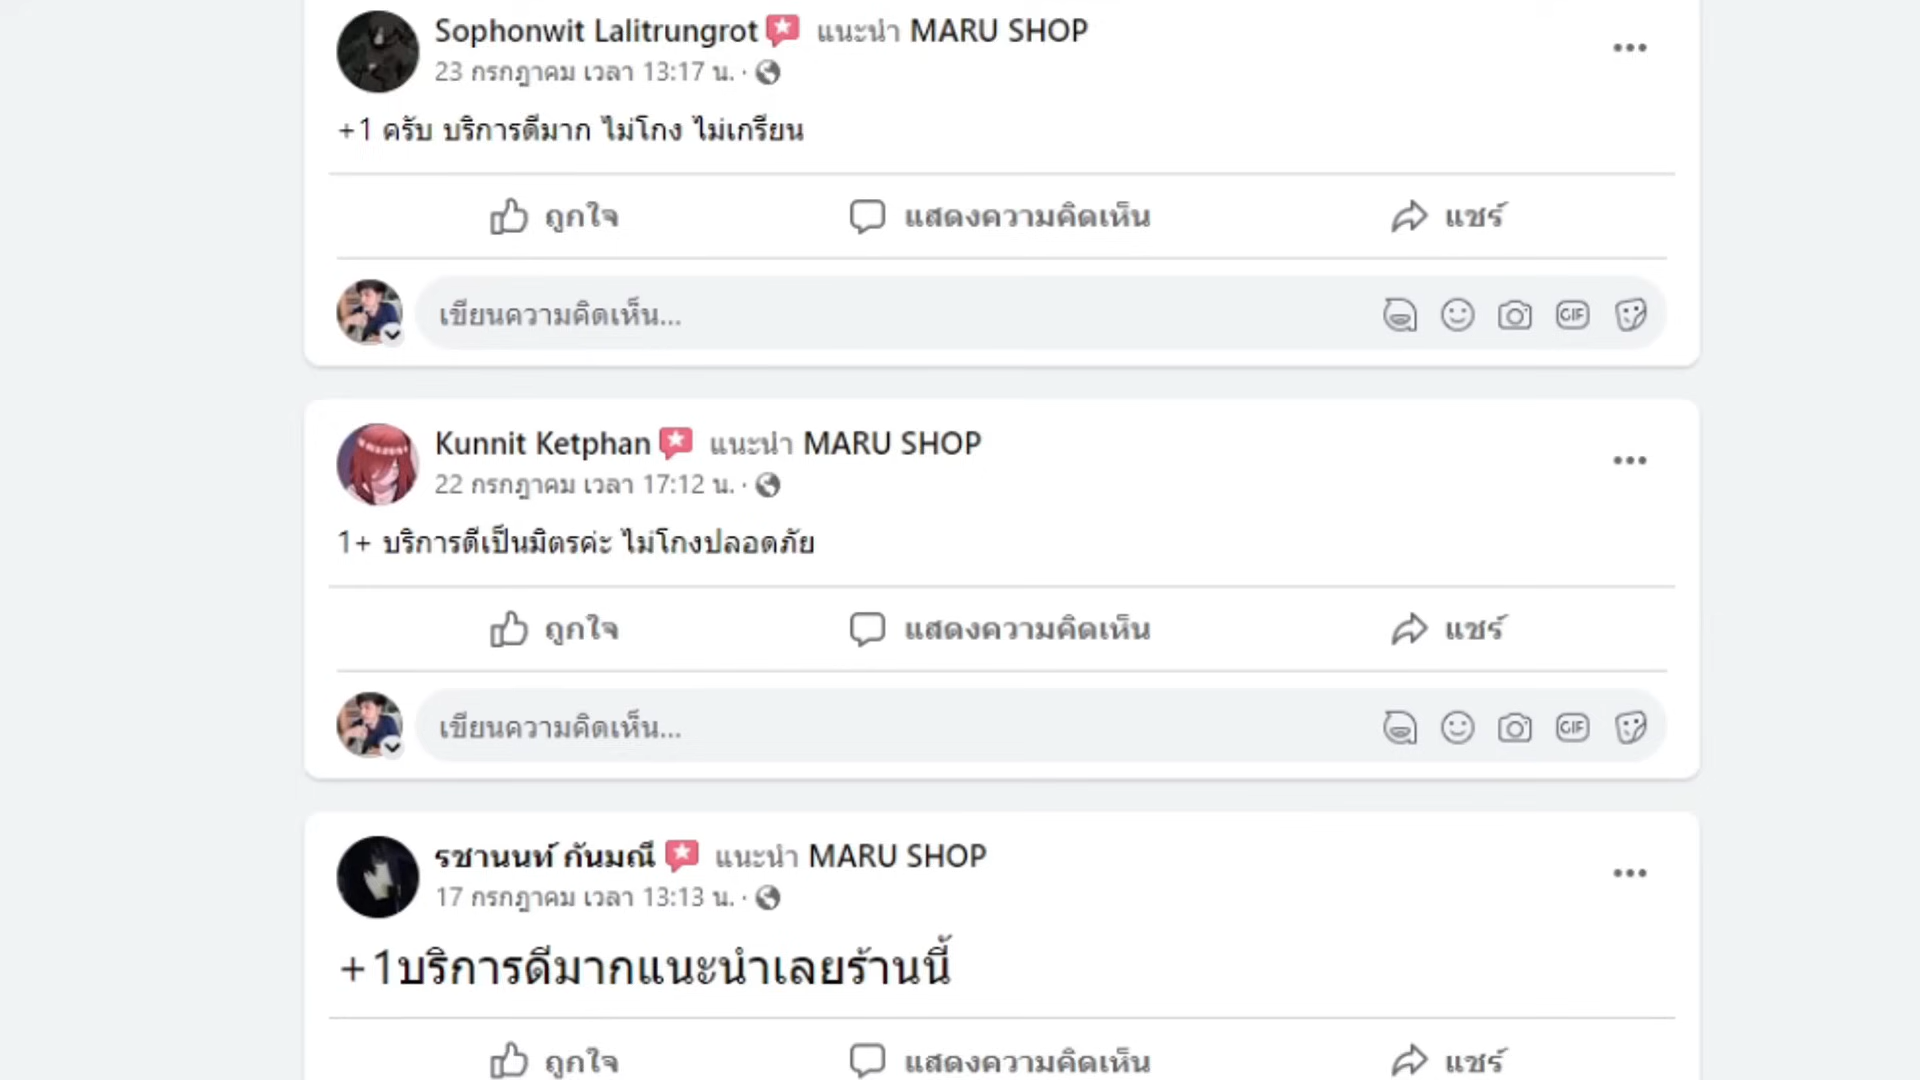 Sophonwit Lalitrungrot แนะนำ MARU SHOP
23 กรกฎาคม เวลา 13:17 น. ·
+1 ครับ บริการดีมาก ไม่โกง ไม่เกรียน
ถูกใจ แสดงความคิดเห็น แชร์
เขียนความคิดเห็น... GIF
Kunnit Ketphan แนะนำ MARU SHOP
22 กรกฎาคม เวลา 17:12 น. ·
1+ บริการดีเป็นมิตรค่ะ ไม่โกงปลอดภัย
ถูกใจ แสดงความคิดเห็น แชร์
เขียนความคิดเห็น... GIF
รชานนท์ กันมณี แนะนำ MARU SHOP
17 กรกฎาคม เวลา 13:13 น. ·
+1บริการดีมากแนะนำเลยร้านนี้
ถูกใจ แสดงความคิดเห็น แชร์